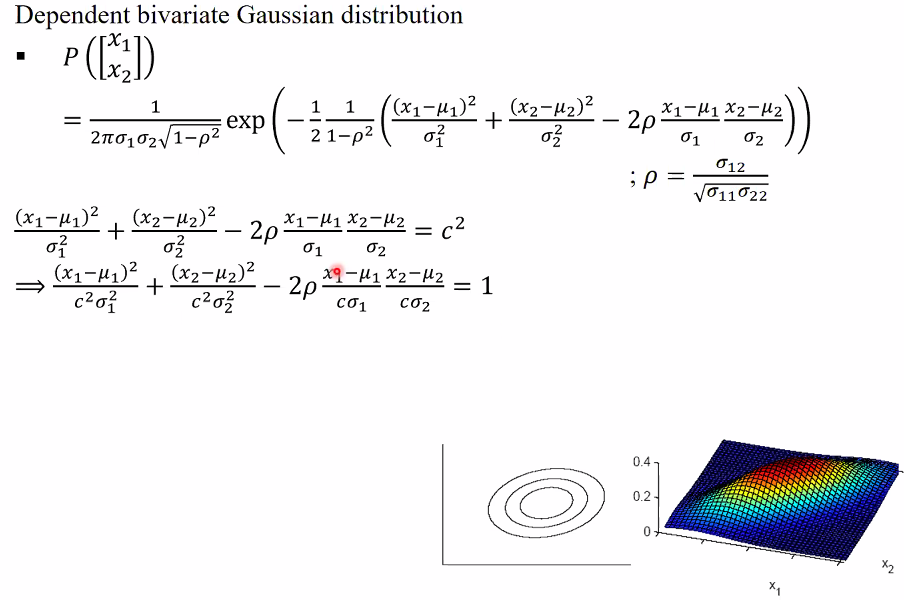 Dependent bivariate Gaussian distribution
▪ P([x₁ x₂])
= 1/(2πσ₁σ₂√(1−ρ²)) exp(−1/2 1/(1−ρ²) ((x₁−μ₁)²/σ₁² + (x₂−μ₂)²/σ₂² − 2ρ (x₁−μ₁)/σ₁ (x₂−μ₂)/σ₂))
; ρ = σ₁₂/√(σ₁₁σ₂₂)
(x₁−μ₁)²/σ₁² + (x₂−μ₂)²/σ₂² − 2ρ (x₁−μ₁)/σ₁ (x₂−μ₂)/σ₂ = c²
⟹ (x₁−μ₁)²/(c²σ₁²) + (x₂−μ₂)²/(c²σ₂²) − 2ρ (x₁−μ₁)/(cσ₁) (x₂−μ₂)/(cσ₂) = 1
0.4
0.2
0
x₂
x₁